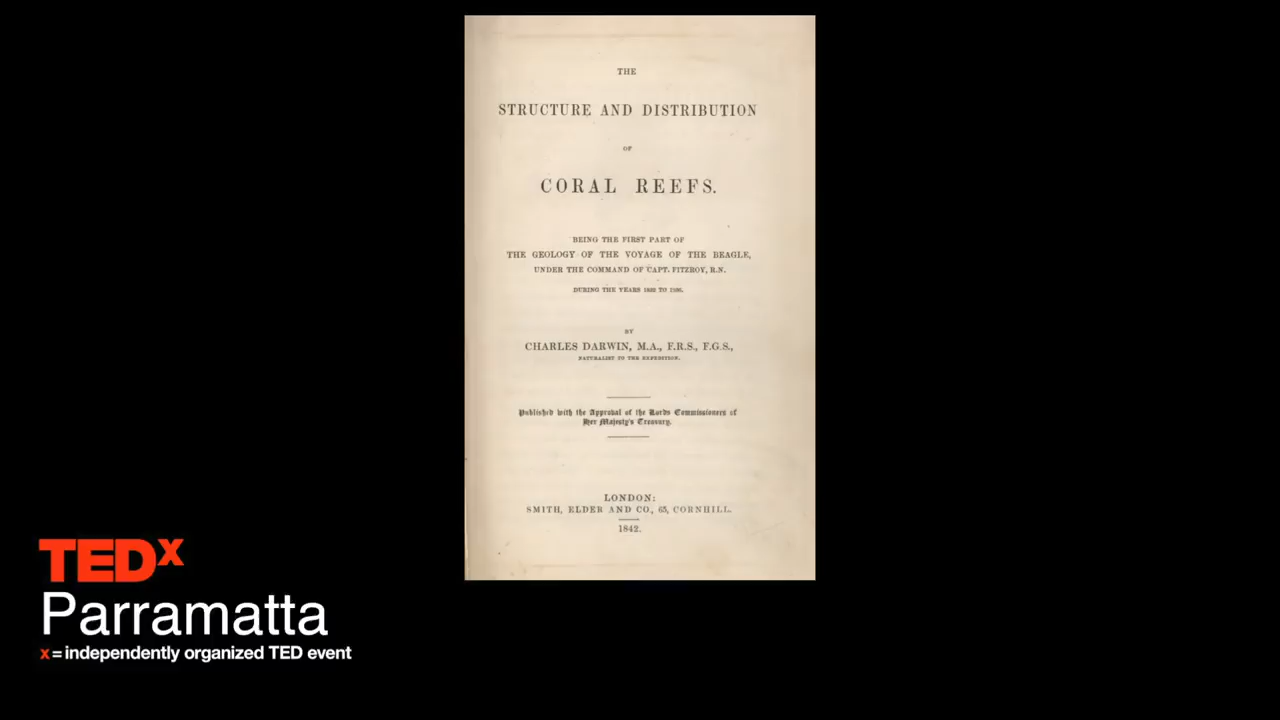 THE
STRUCTURE AND DISTRIBUTION
OF
CORAL REEFS.
BEING THE FIRST PART OF
THE GEOLOGY OF THE VOYAGE OF THE BEAGLE,
UNDER THE COMMAND OF CAPT. FITZROY, R.N.
DURING THE YEARS 1832 TO 1836.
BY
CHARLES DARWIN, M.A., F.R.S., F.G.S.,
NATURALIST TO THE EXPEDITION.
Published with the Approval of the Lords Commissioners of
Her Majesty's Treasury.
LONDON:
SMITH, ELDER AND CO., 65, CORNHILL.
1842.
TEDx
Parramatta
x = independently organized TED event